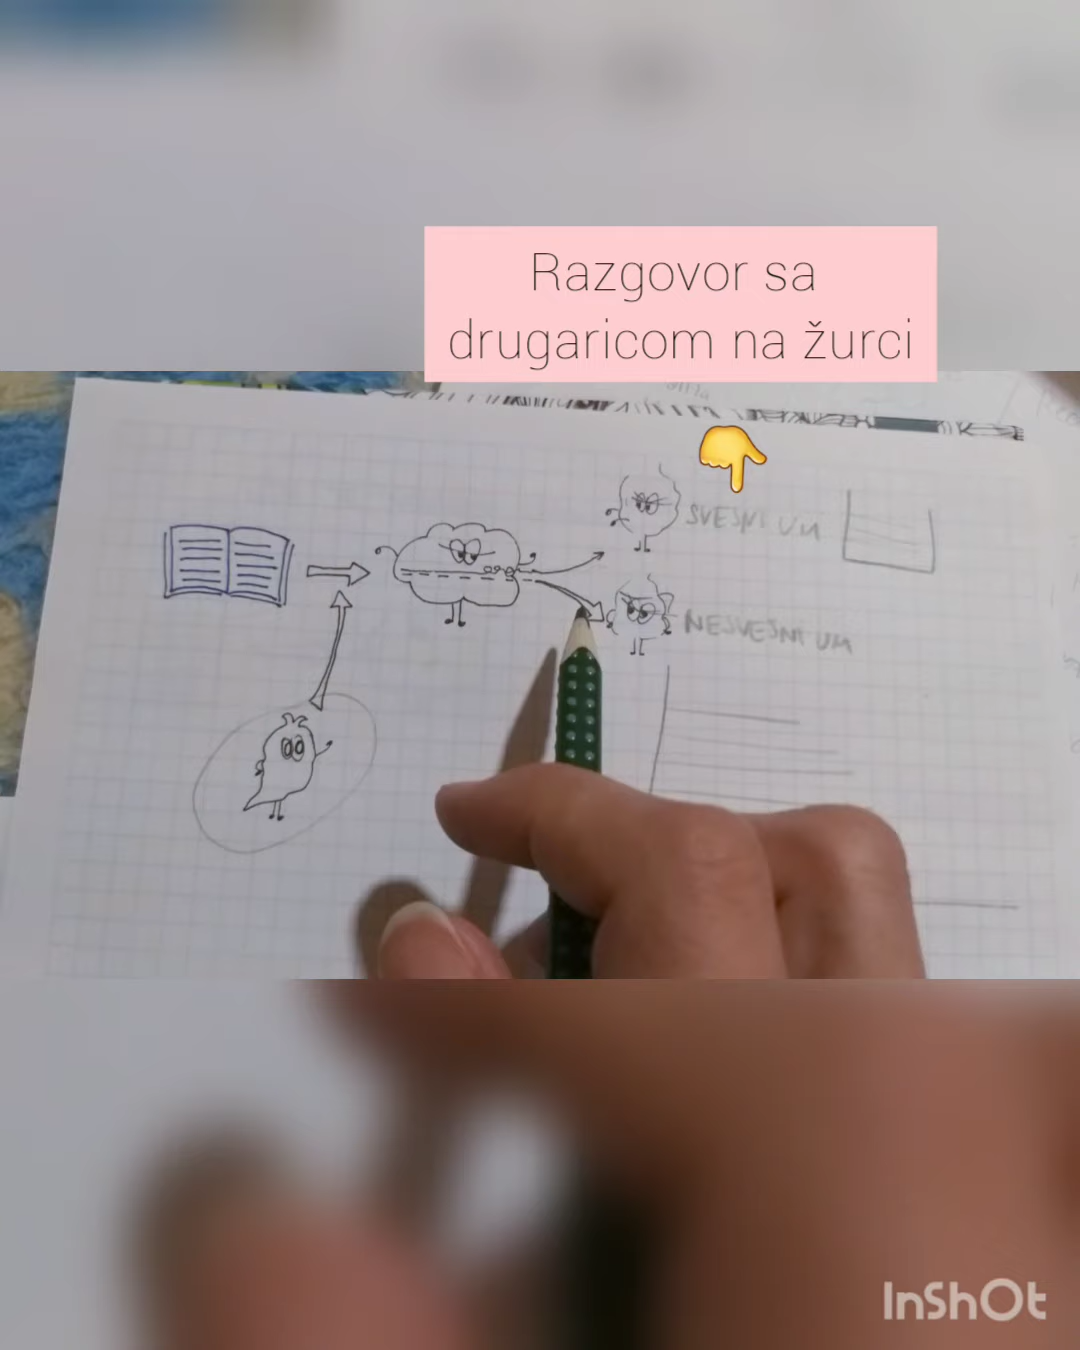 Razgovor sa
drugaricom na žurci
SVESNI UM
NESVESNI UM
InShOt